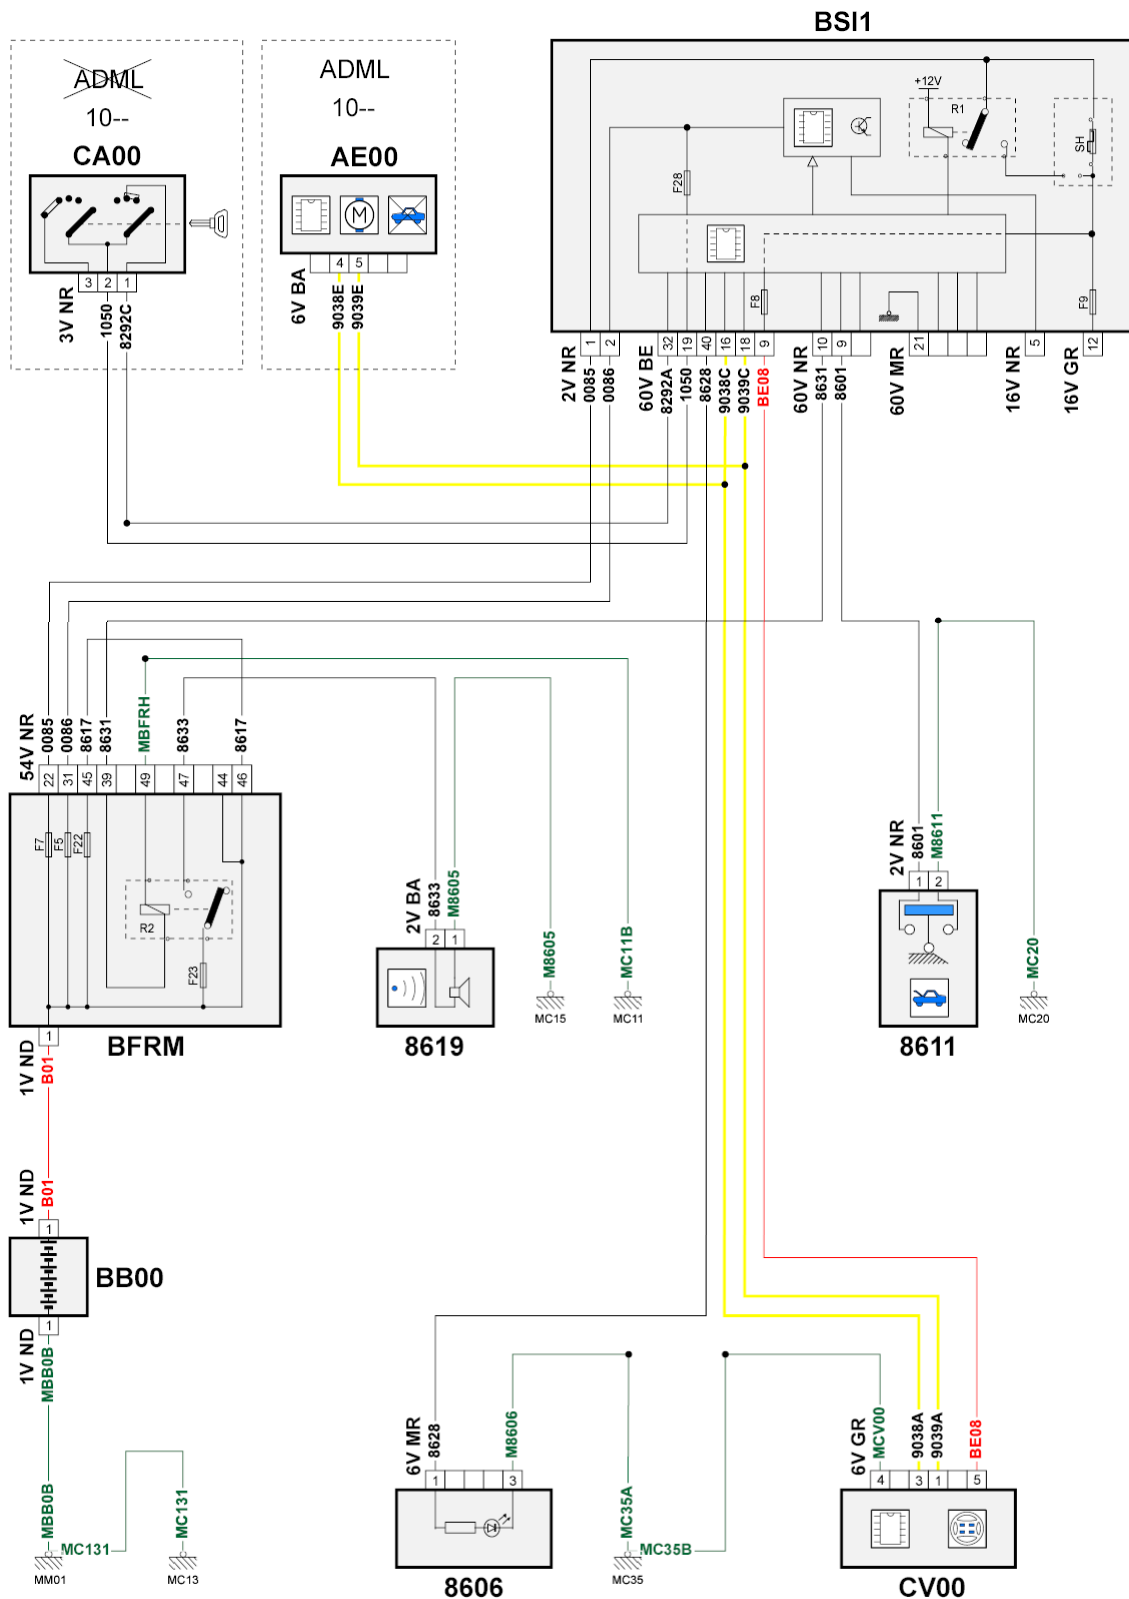 BSI1
ADML
10--
CA00
ADML
10--
AE00
M
+12V
R1
SH
F28
F8
F9
3
2
1
3V NR
1050
8292C
4
5
6V BA
9038E
9039E
1
2
32
19
40
16
18
9
10
9
21
5
12
2V NR
0085
0086
60V BE
8292A
1050
8628
9038C
9039C
BE08
60V NR
8631
8601
60V MR
16V NR
16V GR
54V NR
0085
0086
8617
8631
MBFRH
8633
8617
22
31
45
39
49
47
44
46
F7
F5
F22
R2
F23
BFRM
1
1V ND
B01
2V BA
8633
M8605
2
1
8619
M8605
MC15
MC11B
MC11
2V NR
8601
M8611
1
2
8611
MC20
MC20
1V ND
B01
1
BB00
1
1V ND
MBB0B
MBB0B
MM01
MC131
MC131
MC13
6V MR
8628
M8606
1
3
8606
MC35A
MC35B
MC35
6V GR
MCV00
9038A
9039A
BE08
4
3
1
5
CV00